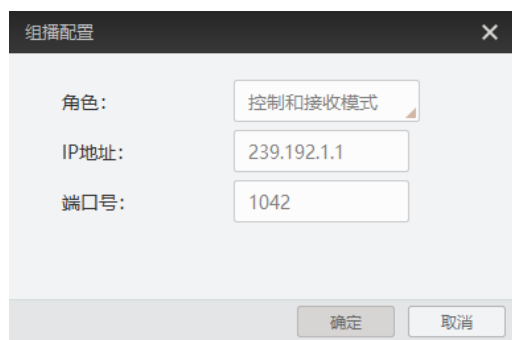 组播配置
角色：
控制和接收模式
IP地址：
239.192.1.1
端口号：
1042
确定
取消